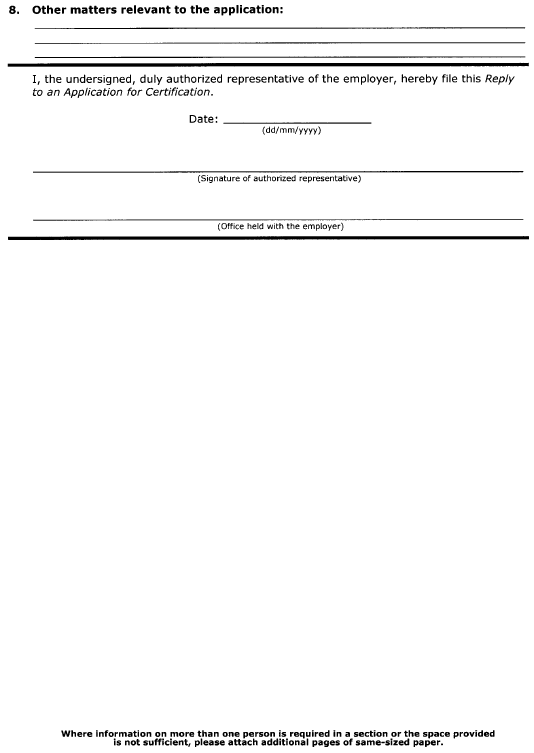 8. Other matters relevant to the application:
I, the undersigned, duly authorized representative of the employer, hereby file this Reply
to an Application for Certification.
Date:
(dd/mm/yyyy)
(Signature of authorized representative)
(Office held with the employer)
Where information on more than one person is required in a section or the space provided
is not sufficient, please attach additional pages of same-sized paper.